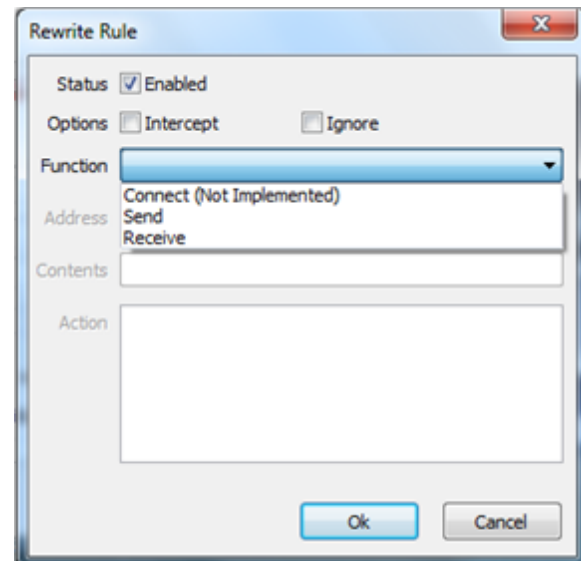 Rewrite Rule
Status Enabled
Options Intercept Ignore
Function
Connect (Not Implemented)
Address Send
Receive
Contents
Action
Ok Cancel